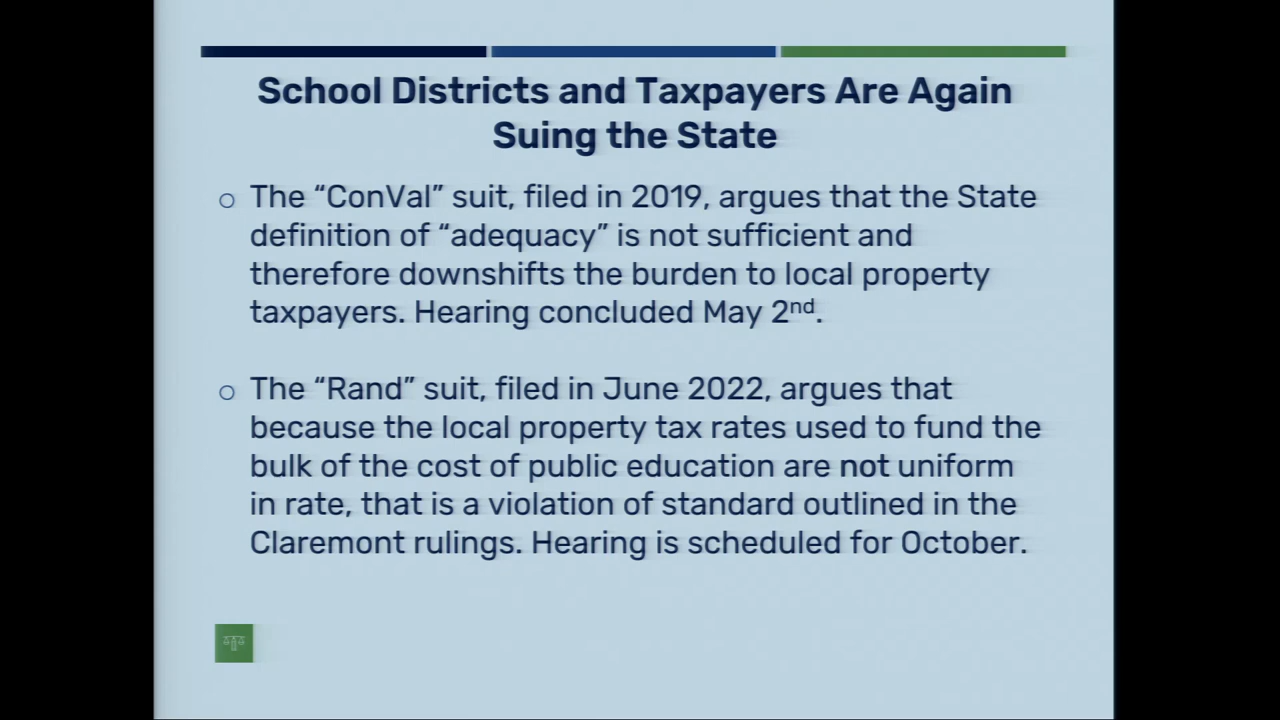 School Districts and Taxpayers Are Again
Suing the State
o The “ConVal” suit, filed in 2019, argues that the State
definition of “adequacy” is not sufficient and
therefore downshifts the burden to local property
taxpayers. Hearing concluded May 2nd.
o The “Rand” suit, filed in June 2022, argues that
because the local property tax rates used to fund the
bulk of the cost of public education are not uniform
in rate, that is a violation of standard outlined in the
Claremont rulings. Hearing is scheduled for October.